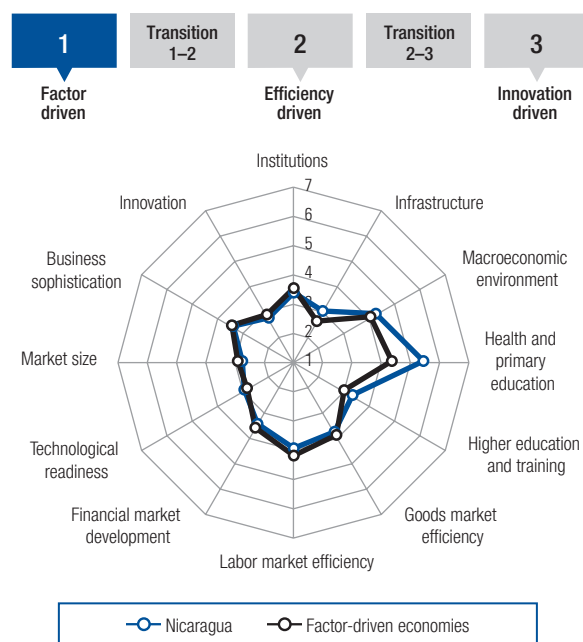 1
Transition
1–2
2
Transition
2–3
3
Factor
driven
Efficiency
driven
Innovation
driven
Institutions
Infrastructure
Macroeconomic
environment
Health and
primary
education
Higher education
and training
Goods market
efficiency
Labor market efficiency
Financial market
development
Technological
readiness
Market size
Business
sophistication
Innovation
7
6
5
4
3
2
1
Nicaragua
Factor-driven economies